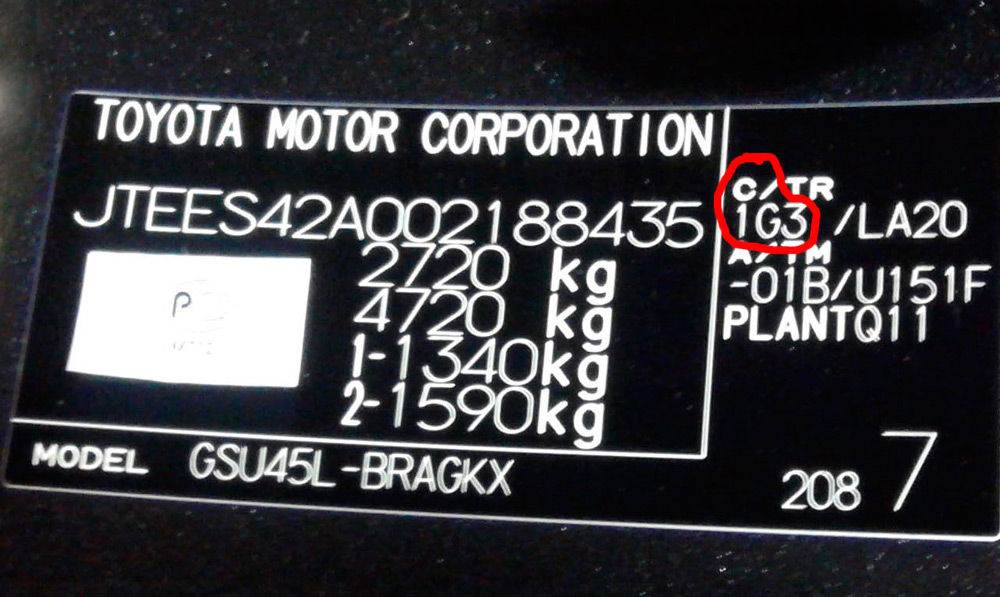 TOYOTA MOTOR CORPORATION
JTEES42A002188435
2720 kg
4720 kg
1-1340kg
2-1590kg
MODEL GSU45L-BRAGKX
C/TR
1G3 /LA20
A/TM
-01B/U151F
PLANTQ11
208 7
P